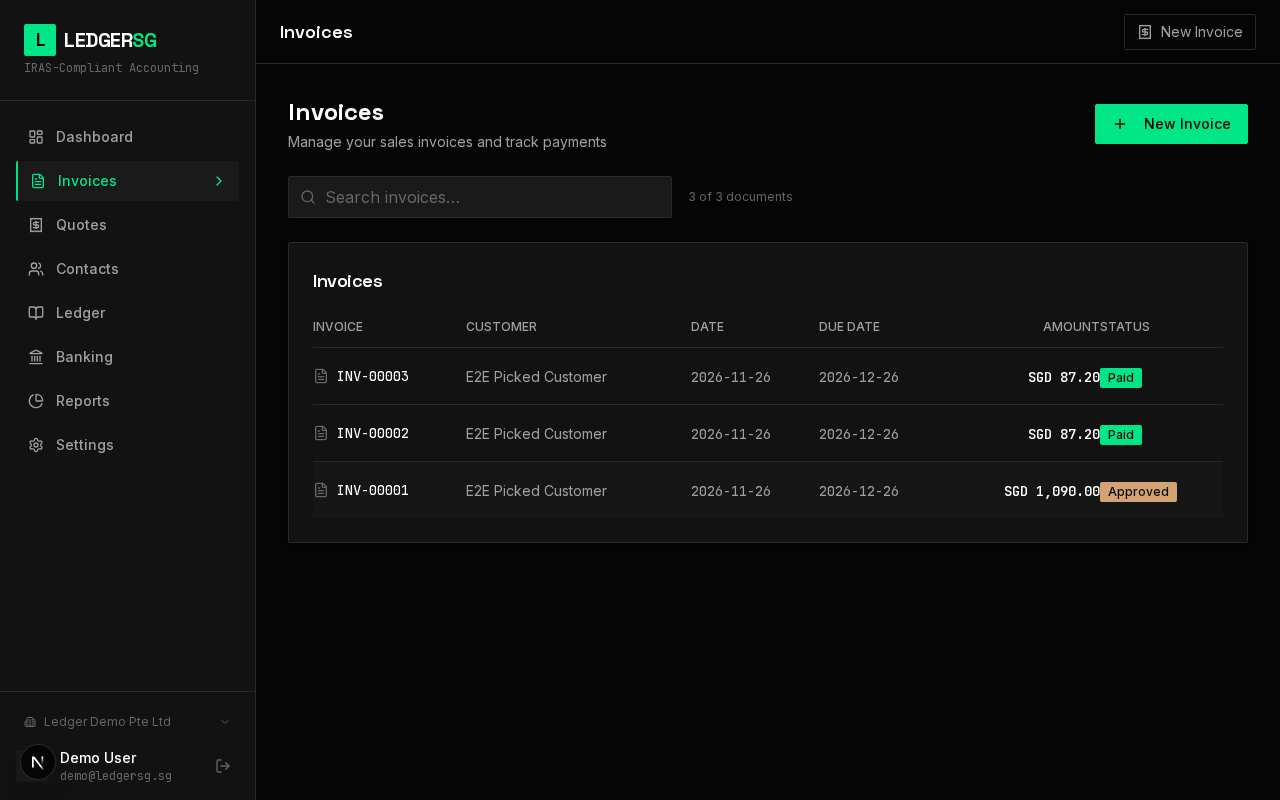 L LEDGERSG
IRAS-Compliant Accounting
Dashboard
Invoices
Quotes
Contacts
Ledger
Banking
Reports
Settings
Ledger Demo Pte Ltd
N
Demo User
demo@ledgersg.sg
Invoices
New Invoice
Invoices
Manage your sales invoices and track payments
New Invoice
Search invoices...
3 of 3 documents
Invoices
INVOICE CUSTOMER DATE DUE DATE AMOUNT STATUS
INV-00003 E2E Picked Customer 2026-11-26 2026-12-26 SGD 87.20 Paid
INV-00002 E2E Picked Customer 2026-11-26 2026-12-26 SGD 87.20 Paid
INV-00001 E2E Picked Customer 2026-11-26 2026-12-26 SGD 1,090.00 Approved